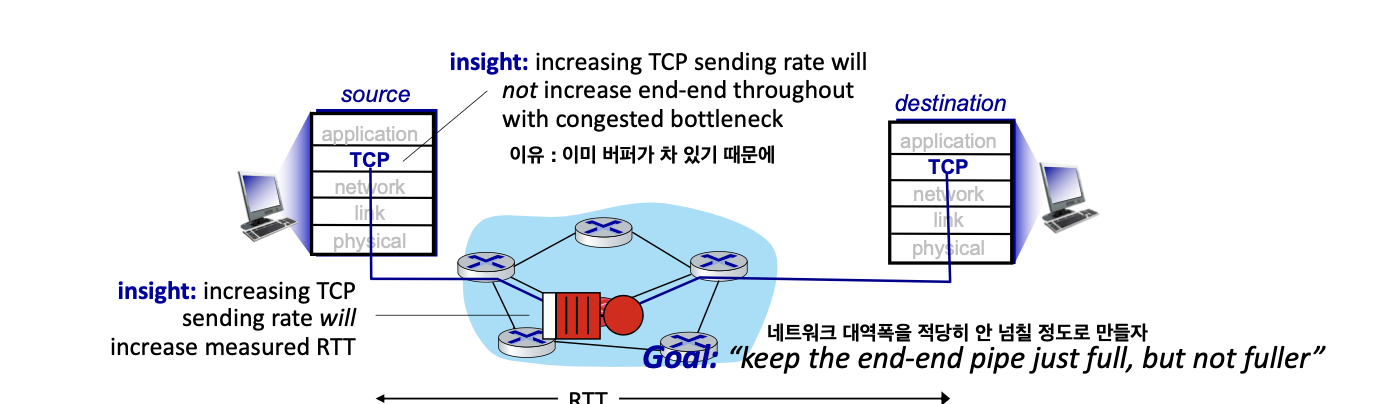 insight: increasing TCP sending rate will
not increase end-end throughout
with congested bottleneck
이유 : 이미 버퍼가 차 있기 때문에
source
application
TCP
network
link
physical
destination
application
TCP
network
link
physical
insight: increasing TCP
sending rate will
increase measured RTT
네트워크 대역폭을 적당히 안 넘칠 정도로 만들자
Goal: “keep the end-end pipe just full, but not fuller”
RTT